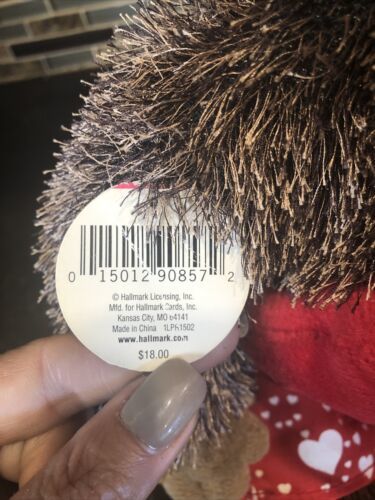 0 15012 90857 2
© Hallmark Licensing, Inc.
Mfd. for Hallmark Cards, Inc.
Kansas City, MO 64141
Made in China 1LPR1502
www.hallmark.com
$18.00